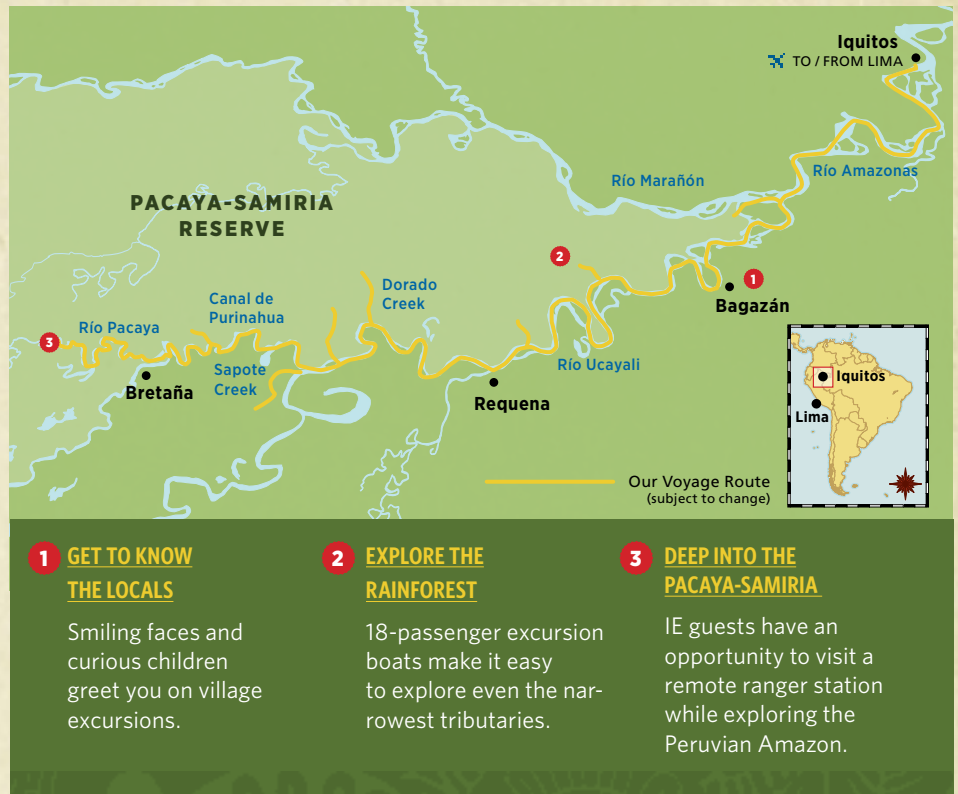 Iquitos
TO / FROM LIMA
Río Marañón
Río Amazonas
PACAYA-SAMIRIA
RESERVE
2
1
Bagazán
Dorado
Creek
Canal de
Purinahua
Río Pacaya
3
Sapote
Creek
Bretaña
Río Ucayali
Requena
Iquitos
Lima
Our Voyage Route
(subject to change)
1 GET TO KNOW
THE LOCALS
Smiling faces and
curious children
greet you on village
excursions.
2 EXPLORE THE
RAINFOREST
18-passenger excursion
boats make it easy
to explore even the nar-
rowest tributaries.
3 DEEP INTO THE
PACAYA-SAMIRIA
IE guests have an
opportunity to visit a
remote ranger station
while exploring the
Peruvian Amazon.